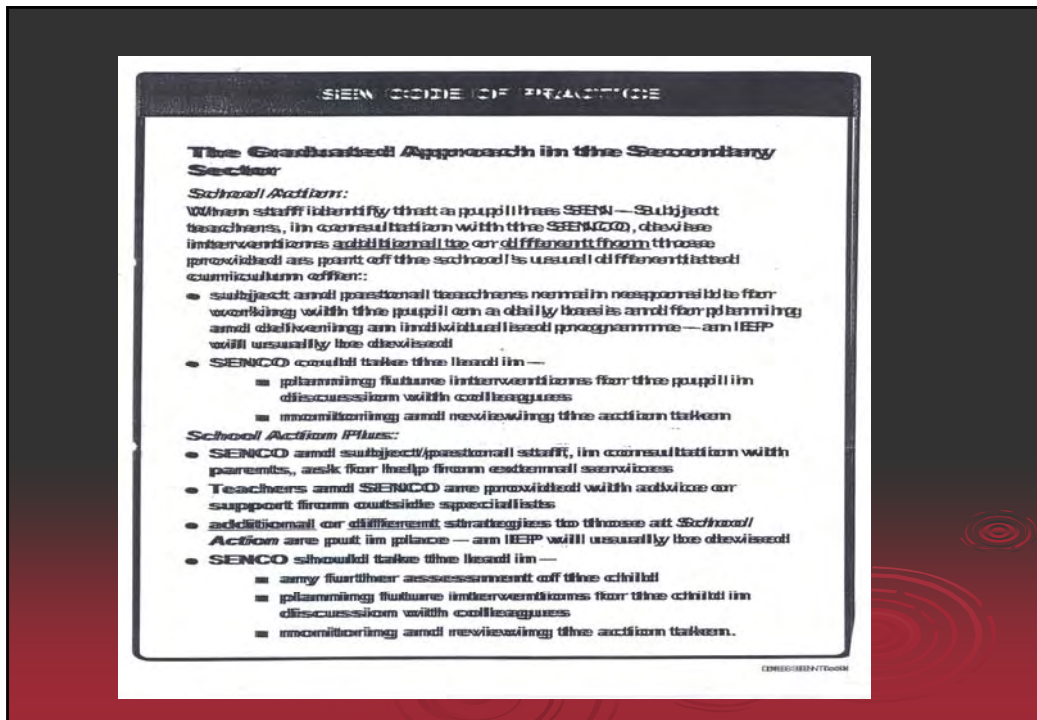 SEN CODE OF PRACTICE
The Graduated Approach in the Secondary
Sector
School Action:
When staff identify that a pupil has SEN – Subject
teachers, in consultation with the SENCO, devise
interventions additional to or different from those
provided as part of the school's usual differentiated
curriculum offer:
• subject and pastoral teachers remain responsible for
working with the pupil on a daily basis and for planning
and delivering an individualised programme – an IEP
will usually be devised
• SENCO could take the lead in –
planning future interventions for the pupil in
discussion with colleagues
monitoring and reviewing the action taken
School Action Plus:
• SENCO and subject/pastoral staff, in consultation with
parents, ask for help from external services
• Teachers and SENCO are provided with advice or
support from outside specialists
• additional or different strategies to those at School
Action are put in place – an IEP will usually be devised
• SENCO should take the lead in –
any further assessment of the child
planning future interventions for the child in
discussion with colleagues
monitoring and reviewing the action taken.